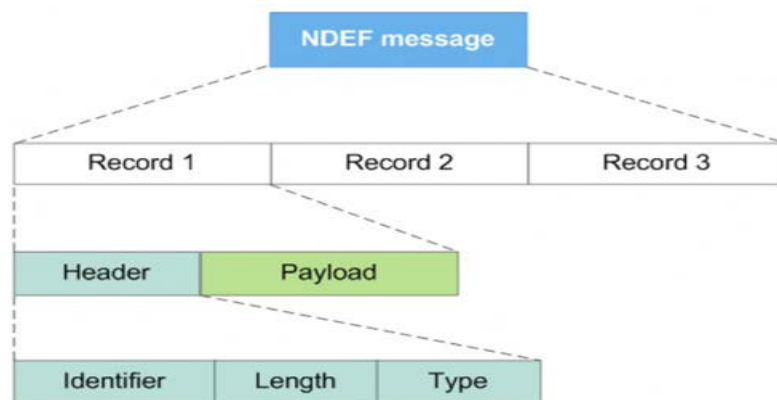 NDEF message
Record 1 Record 2 Record 3
Header Payload
Identifier Length Type